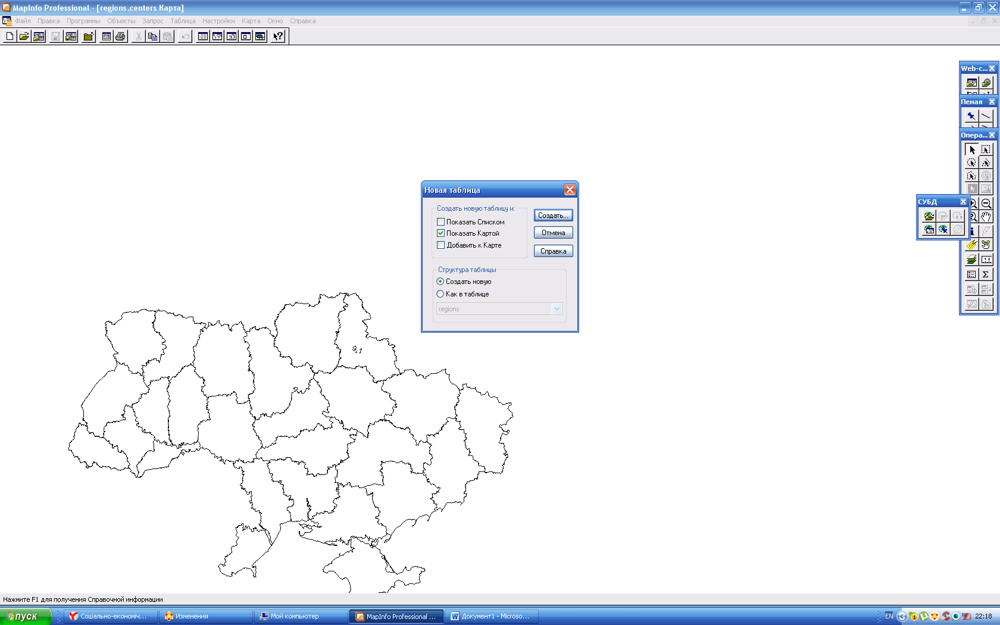 MapInfo Professional - [regions,centers Карта]
Файл Правка Программы Объекты Запрос Таблица Настройки Карта Окно Справка
Web-с...
Пенал
Опера...
Новая таблица
Создать новую таблицу и:
Показать Списком
Показать Картой
Добавить к Карте
Создать...
Отмена
Справка
СУБД
Структура таблицы
Создать новую
Как в таблице
regions
Нажмите F1 для получения Справочной информации
пуск
Соціально-економіч...
Изменения
Мой компьютер
MapInfo Professional ...
Документ1 - Microso...
EN
22:18